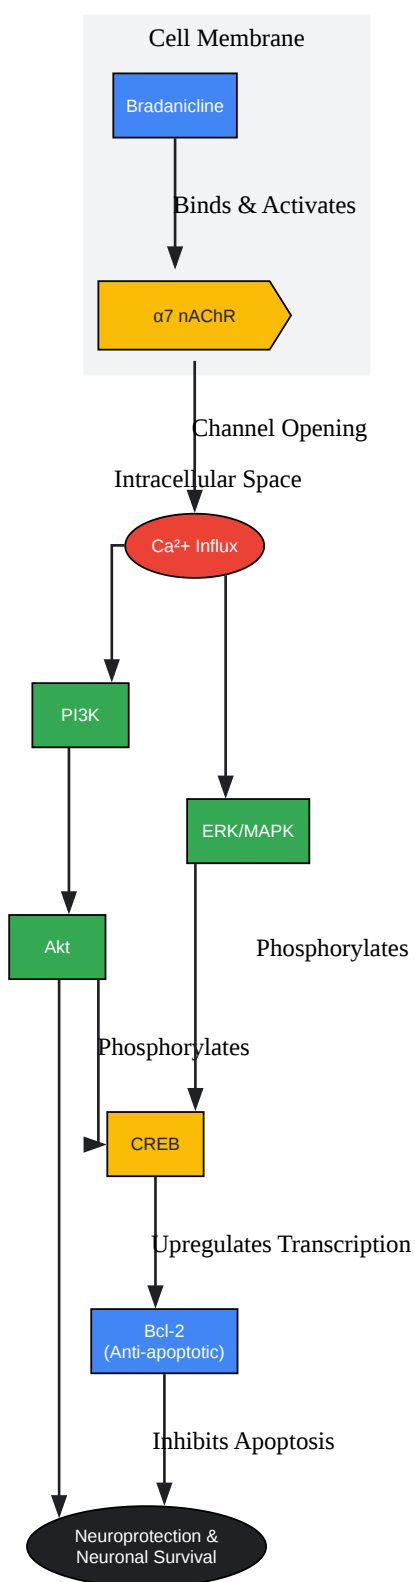 Cell Membrane
Bradanicline
Binds & Activates
α7 nAChR
Channel Opening
Intracellular Space
Ca²+ Influx
PI3K
ERK/MAPK
Akt
Phosphorylates
Phosphorylates
CREB
Upregulates Transcription
Bcl-2
(Anti-apoptotic)
Inhibits Apoptosis
Neuroprotection &
Neuronal Survival